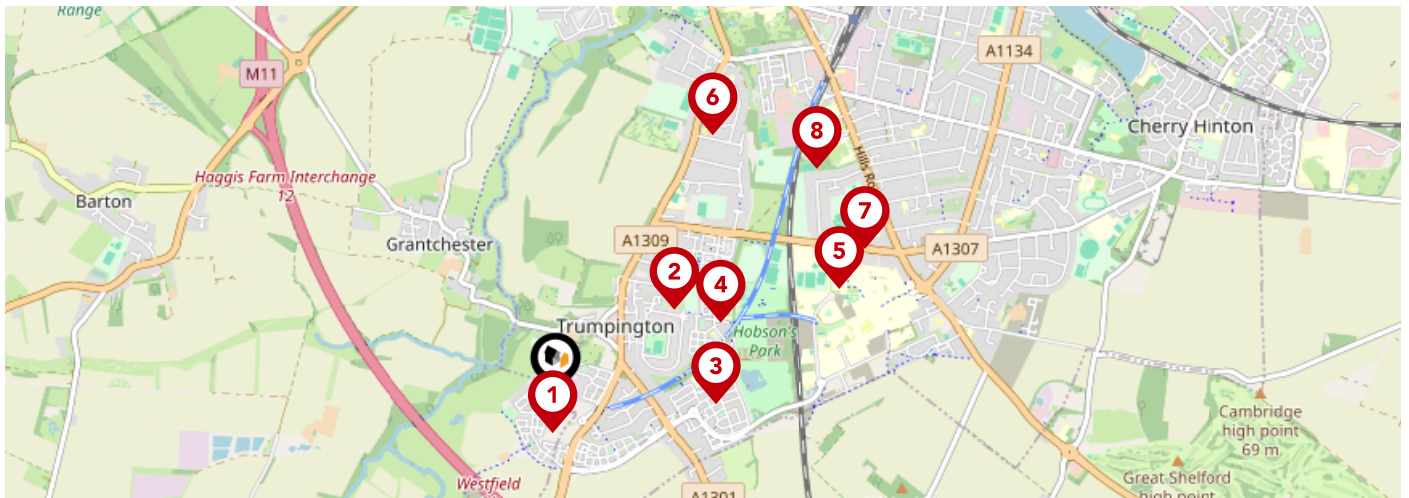 Range
M11
A1134
6
8
Cherry Hinton
Hills Ro
Haggis Farm Interchange
12
Barton
7
Grantchester
A1309
A1307
5
2
4
Trumpington
Hobson's
Park
3
1
Cambridge
high point
69 m
Great Shelford
high point
Westfield
A1301